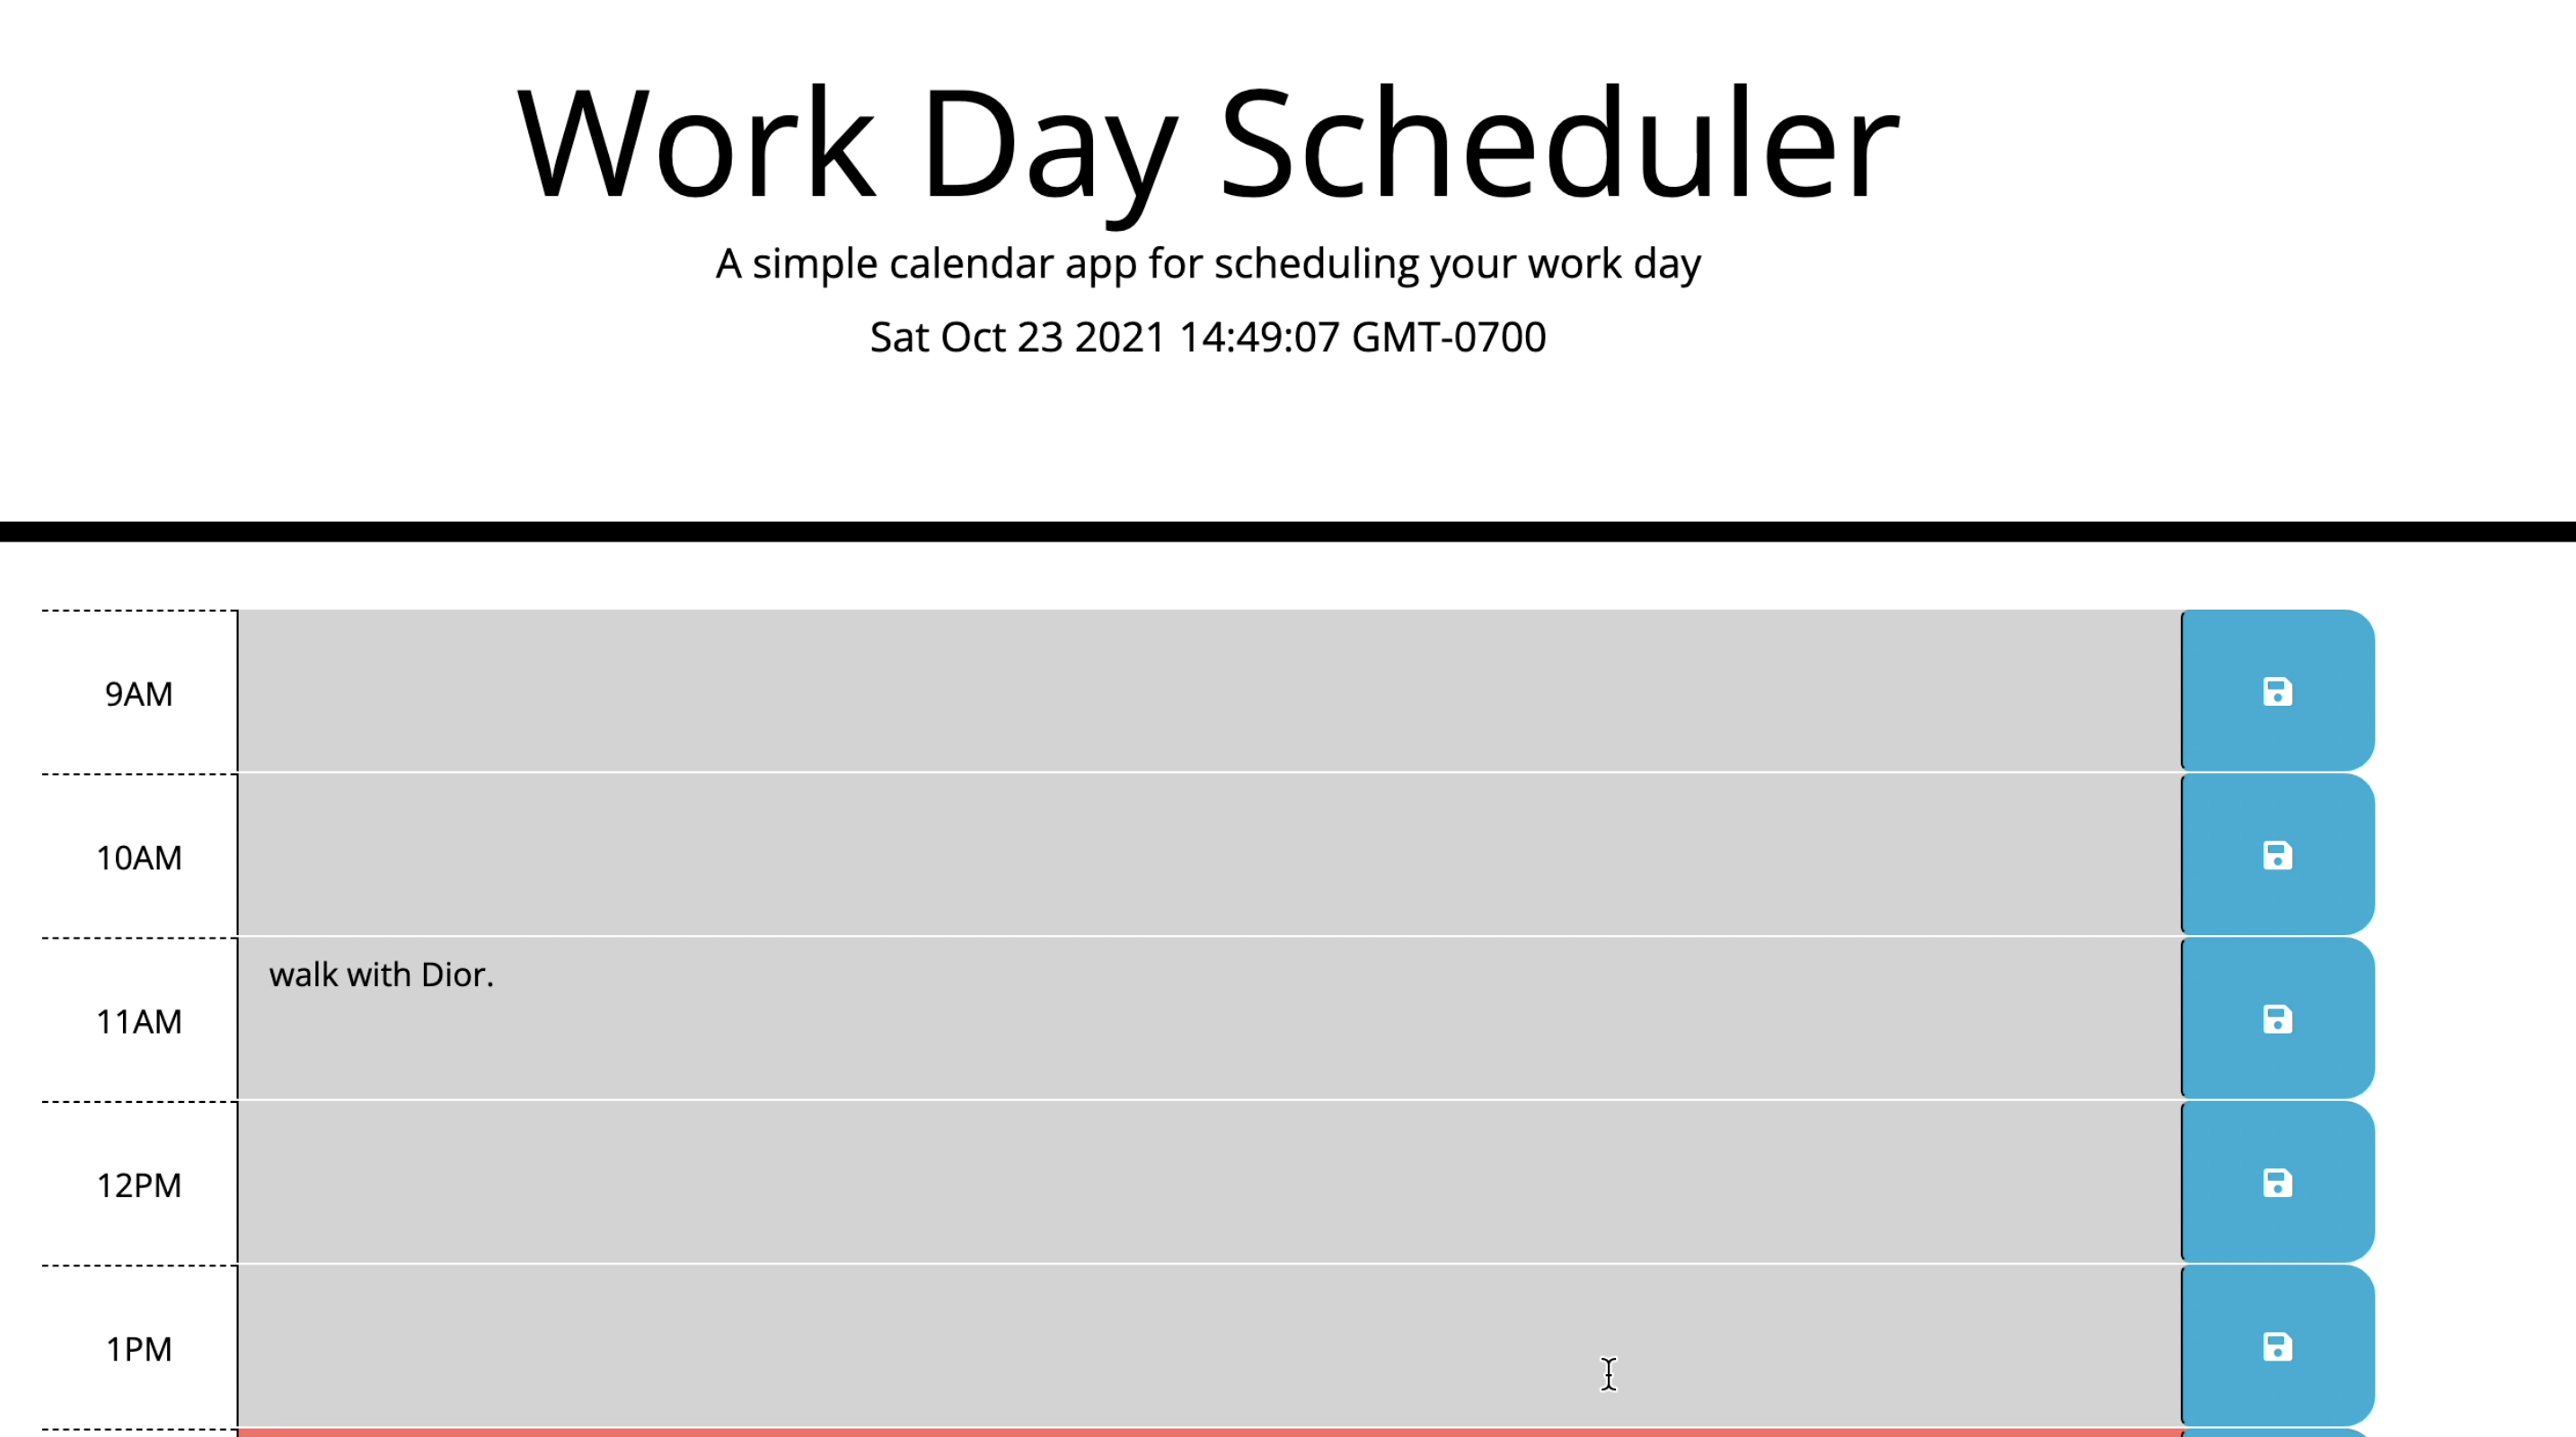 Work Day Scheduler
A simple calendar app for scheduling your work day
Sat Oct 23 2021 14:49:07 GMT-0700
9AM
10AM
walk with Dior.
11AM
12PM
1PM